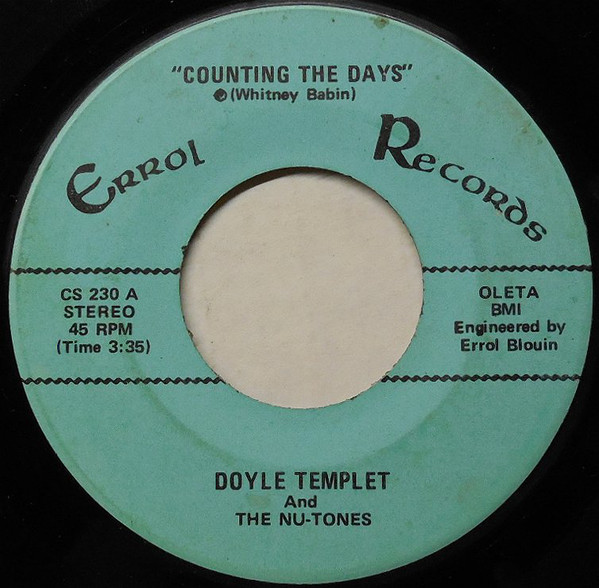 "COUNTING THE DAYS"
℗ (Whitney Babin)
Errol Records
CS 230 A
STEREO
45 RPM
(Time 3:35)
OLETA
BMI
Engineered by
Errol Blouin
DOYLE TEMPLET
And
THE NU-TONES